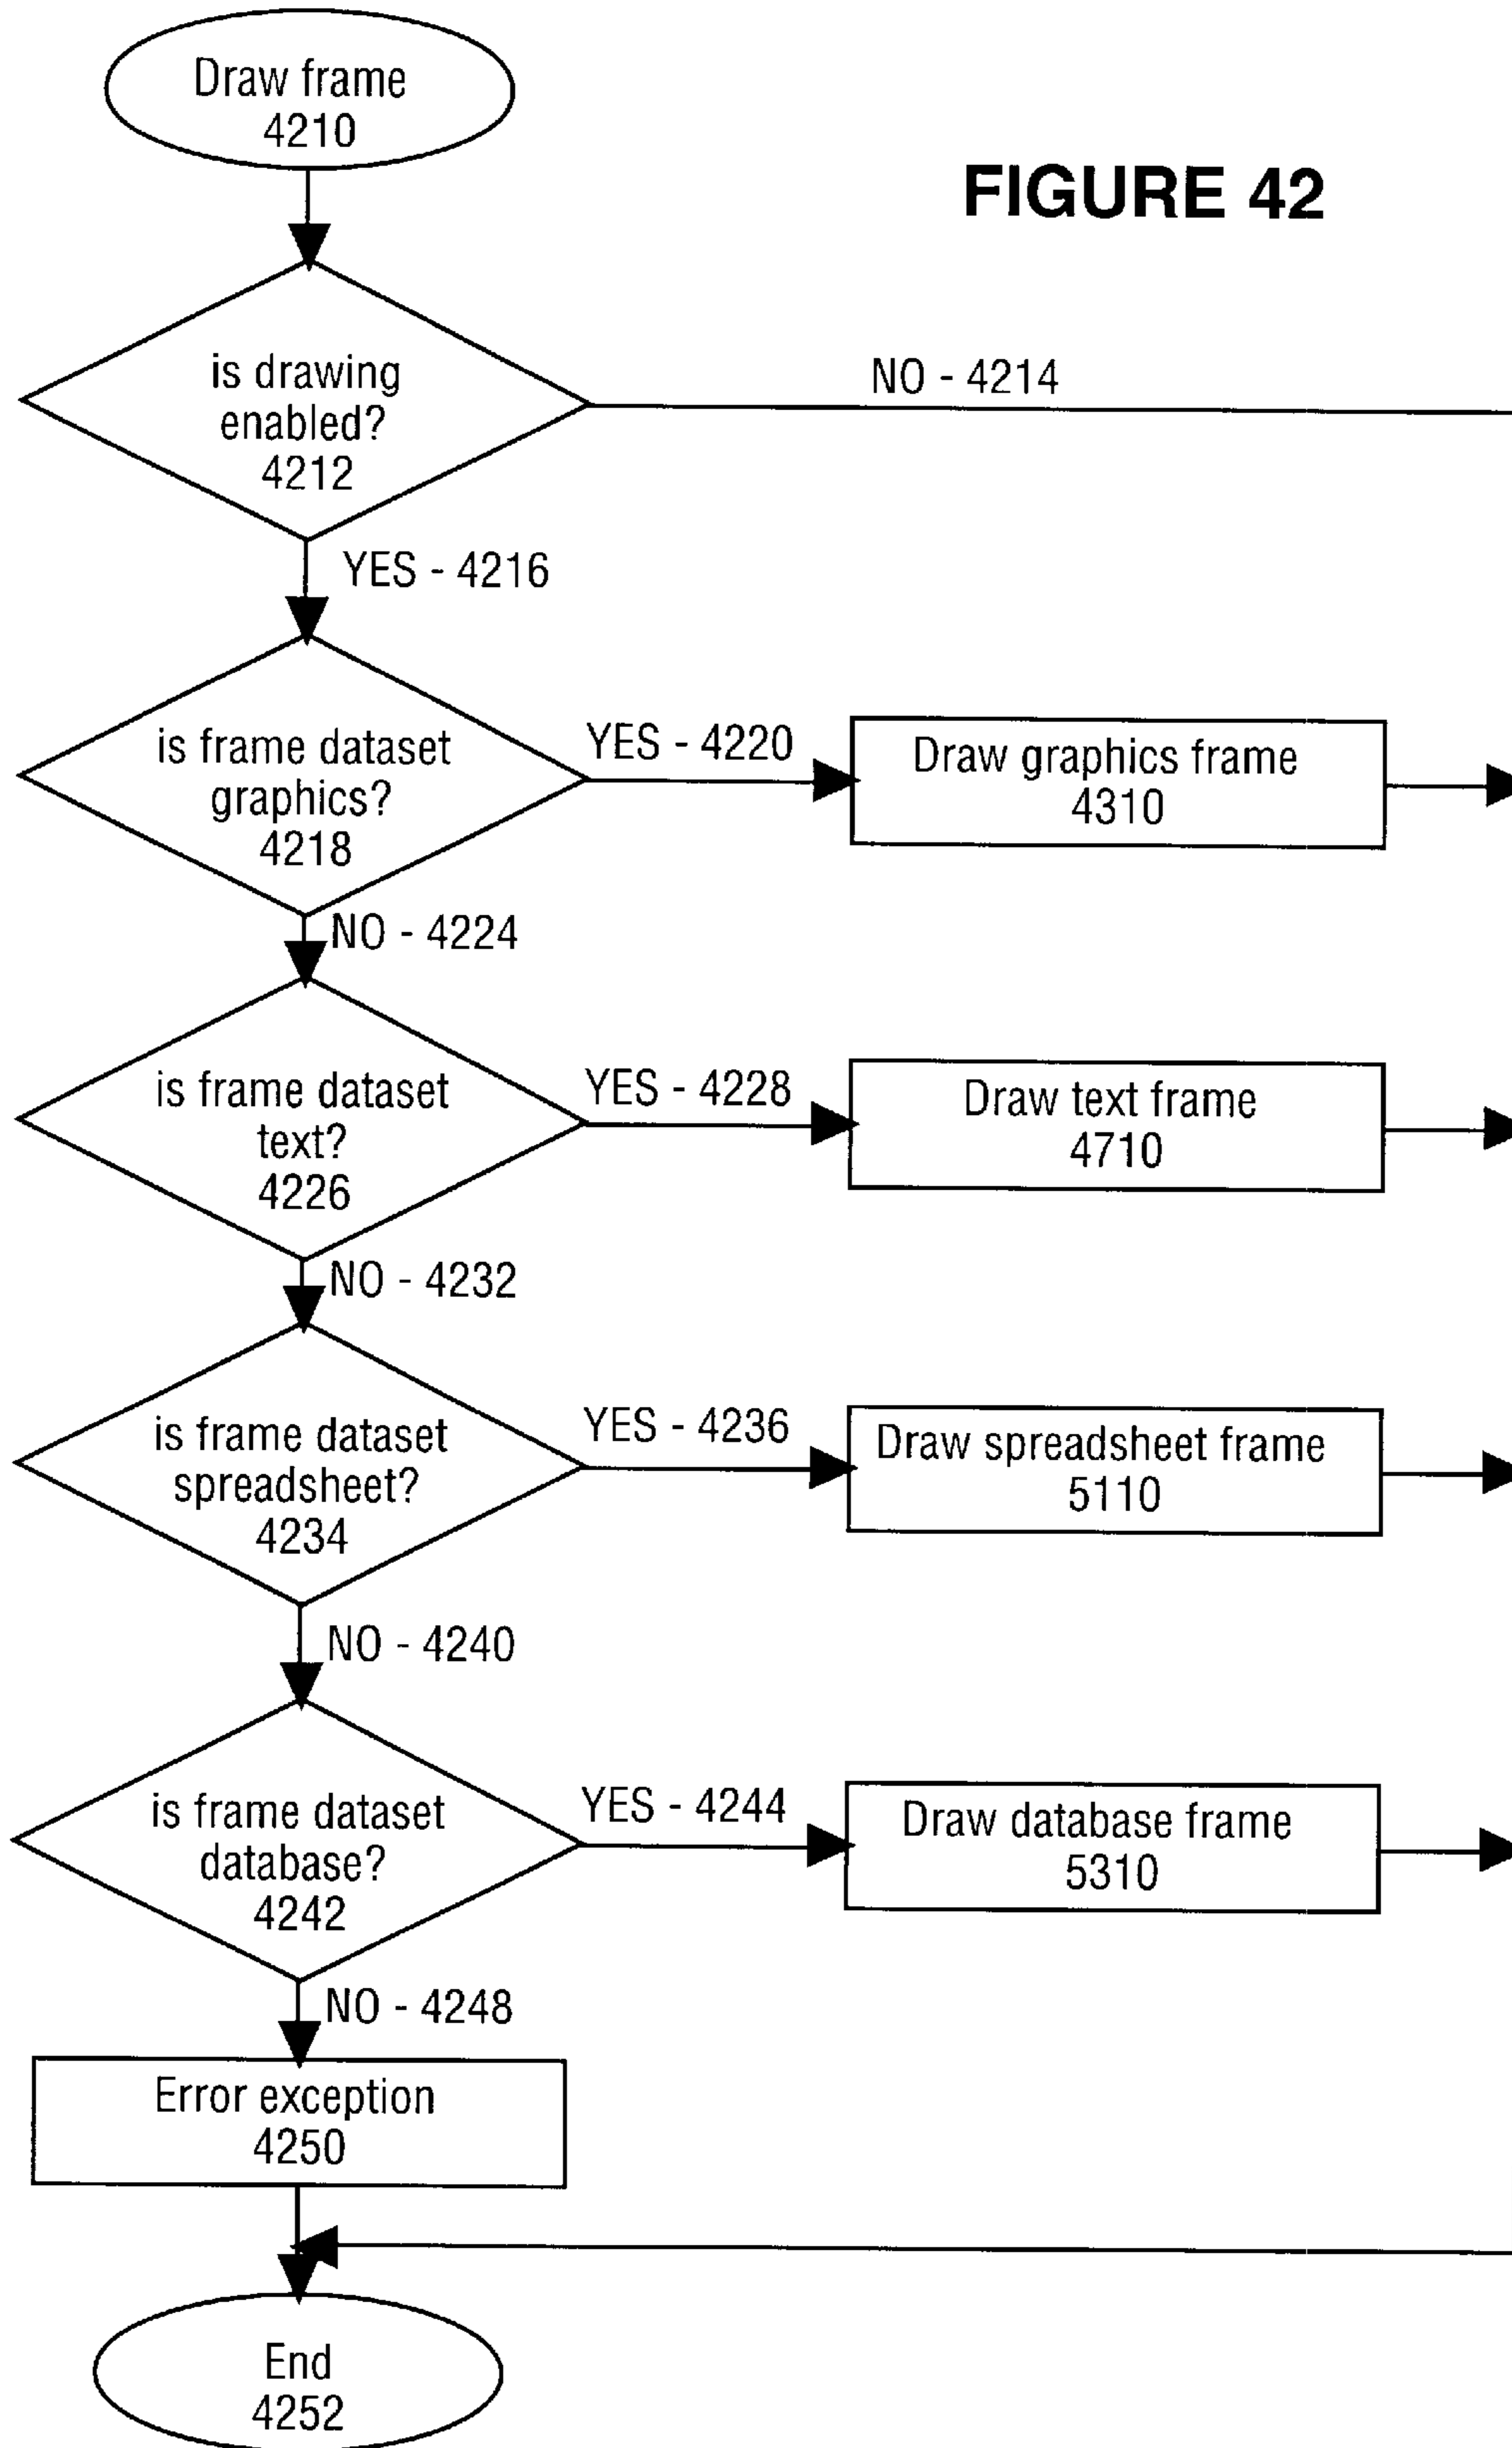 Draw frame
4210
FIGURE 42
is drawing
enabled?
4212
NO - 4214
YES - 4216
is frame dataset
graphics?
4218
YES - 4220
Draw graphics frame
4310
NO - 4224
is frame dataset
text?
4226
YES - 4228
Draw text frame
4710
NO - 4232
is frame dataset
spreadsheet?
4234
YES - 4236
Draw spreadsheet frame
5110
NO - 4240
is frame dataset
database?
4242
YES - 4244
Draw database frame
5310
NO - 4248
Error exception
4250
End
4252